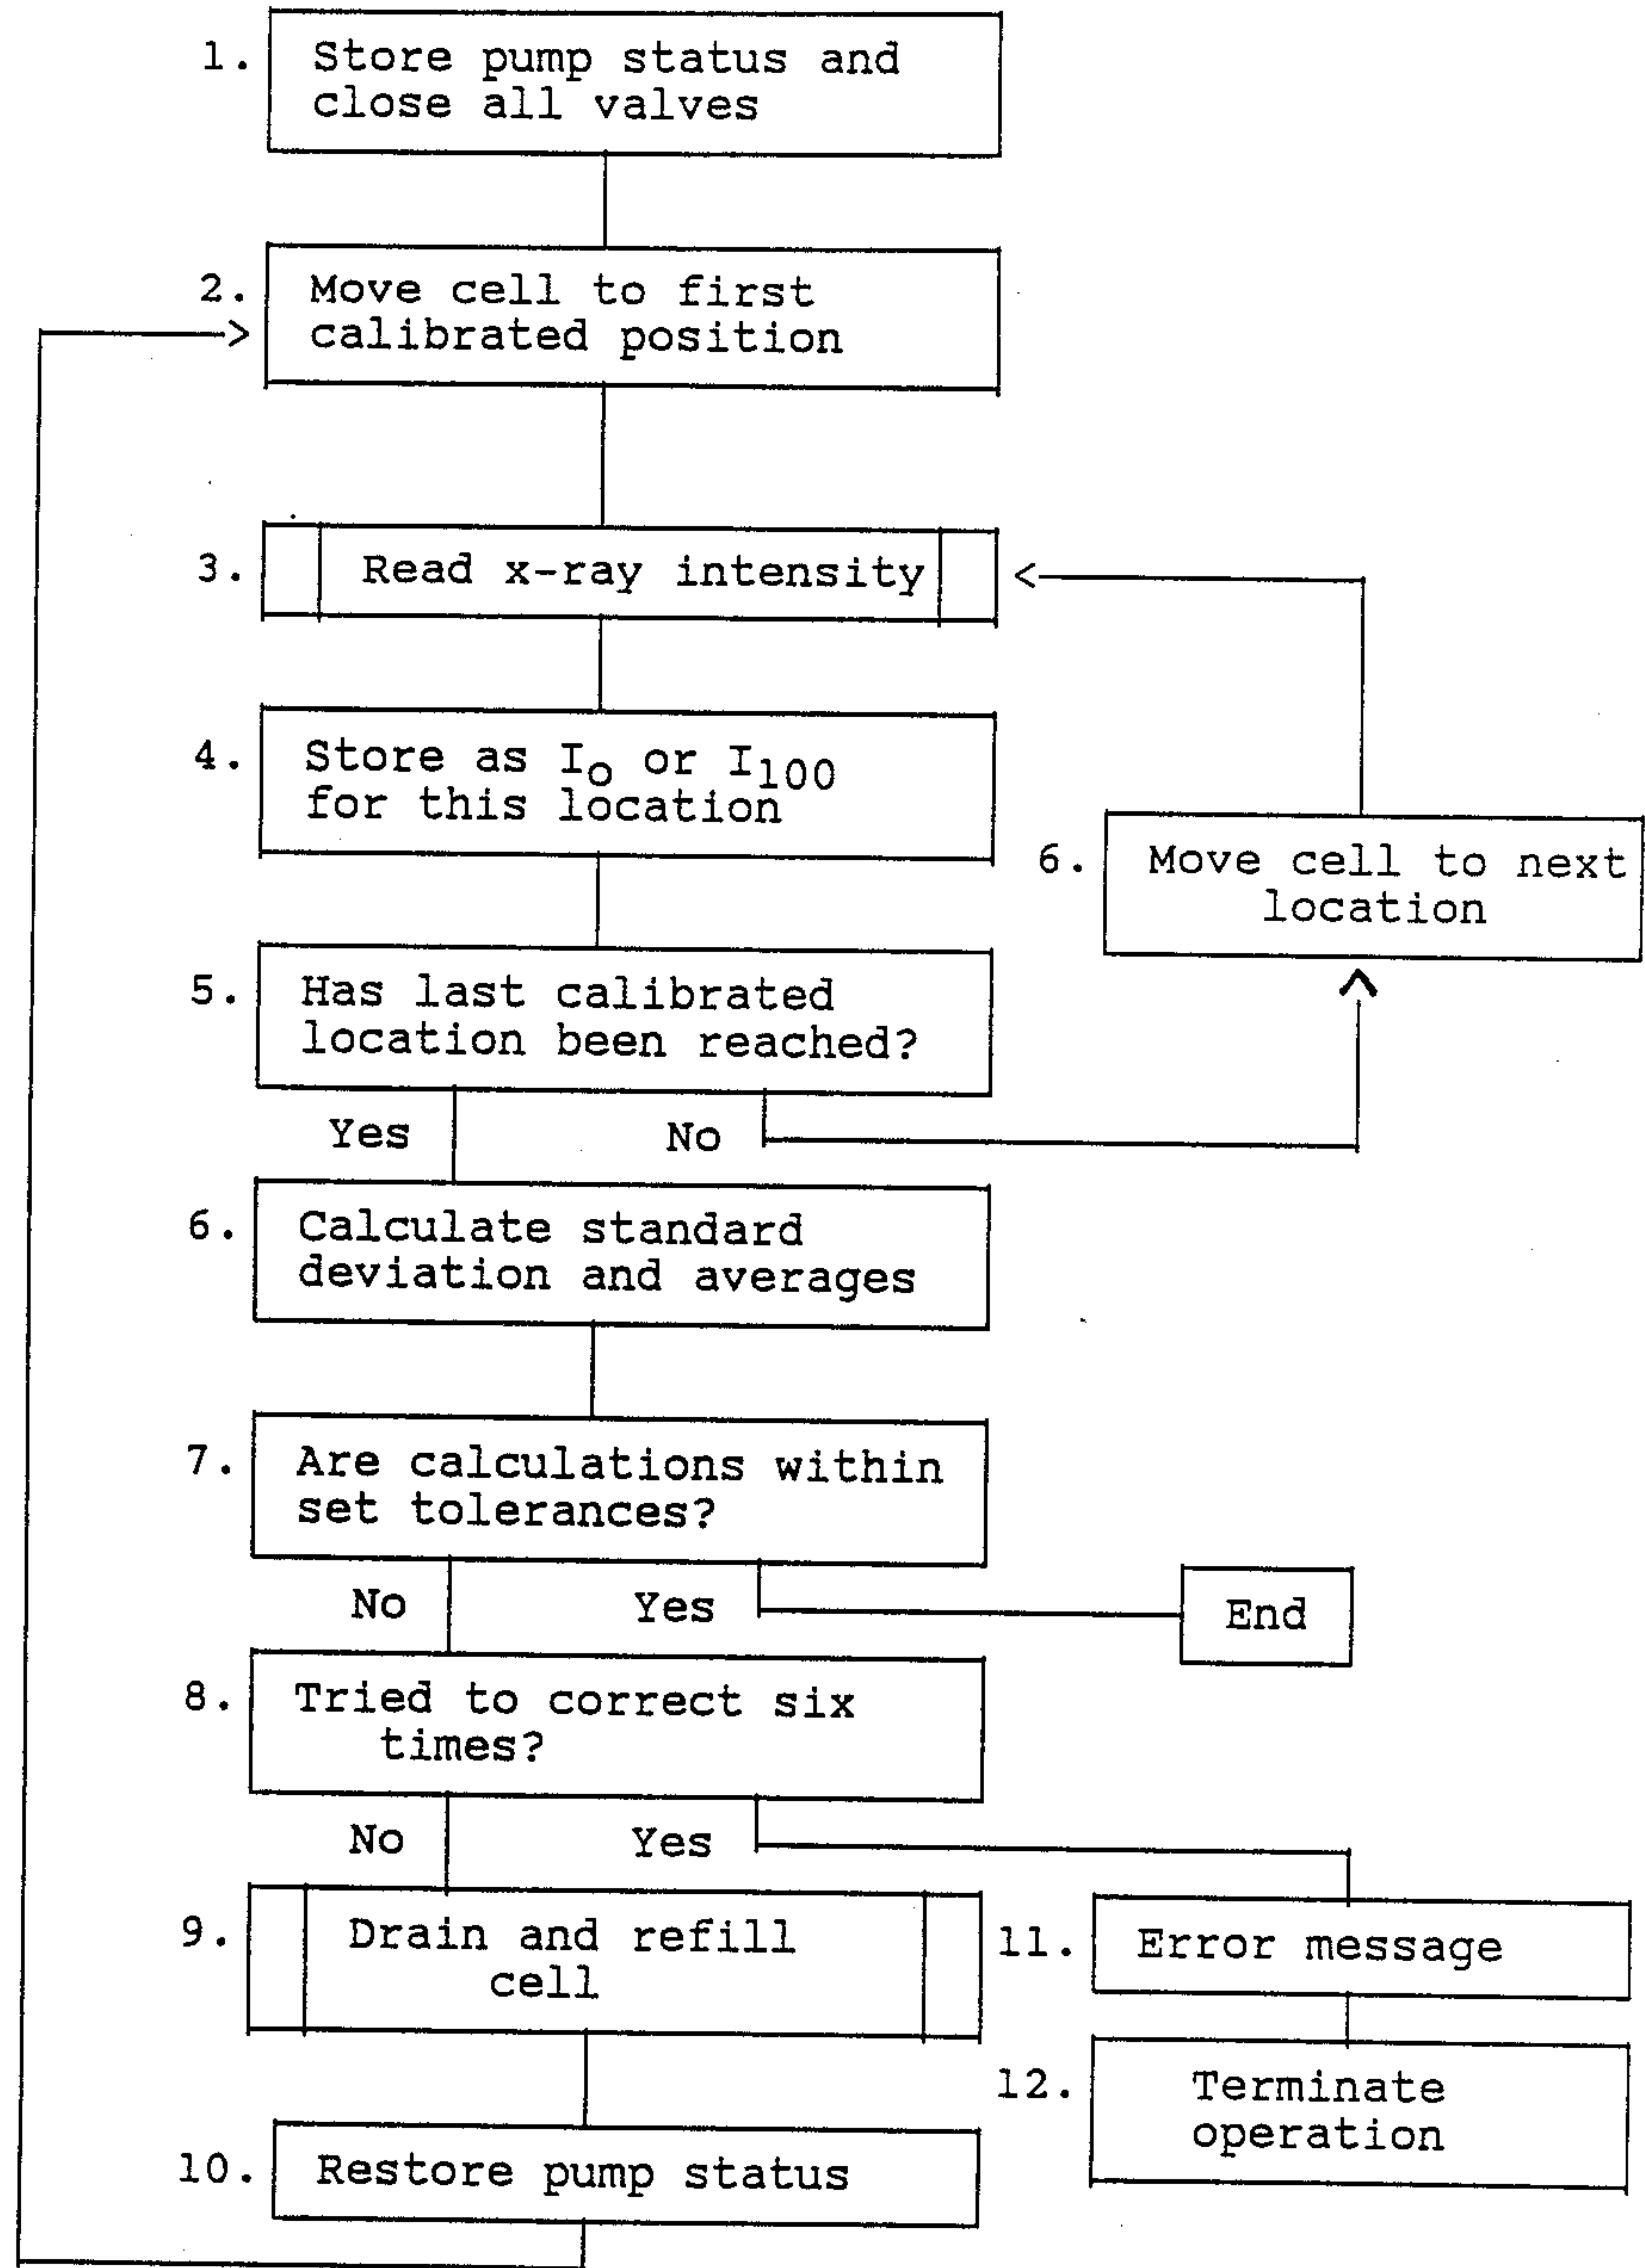 1. Store pump status and
close all valves
2. Move cell to first
calibrated position
3. Read x-ray intensity
4. Store as I₀ or I₁₀₀
for this location
6. Move cell to next
location
5. Has last calibrated
location been reached?
Yes No
6. Calculate standard
deviation and averages
7. Are calculations within
set tolerances?
No Yes
End
8. Tried to correct six
times?
No Yes
9. Drain and refill
cell
11. Error message
12. Terminate
operation
10. Restore pump status